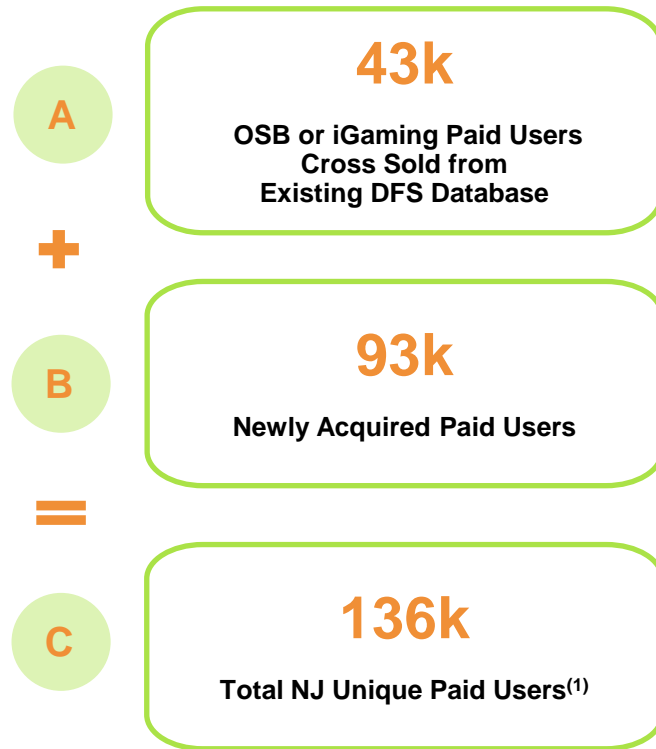 A
43k
OSB or iGaming Paid Users
Cross Sold from
Existing DFS Database
+
B
93k
Newly Acquired Paid Users
=
C
136k
Total NJ Unique Paid Users(1)